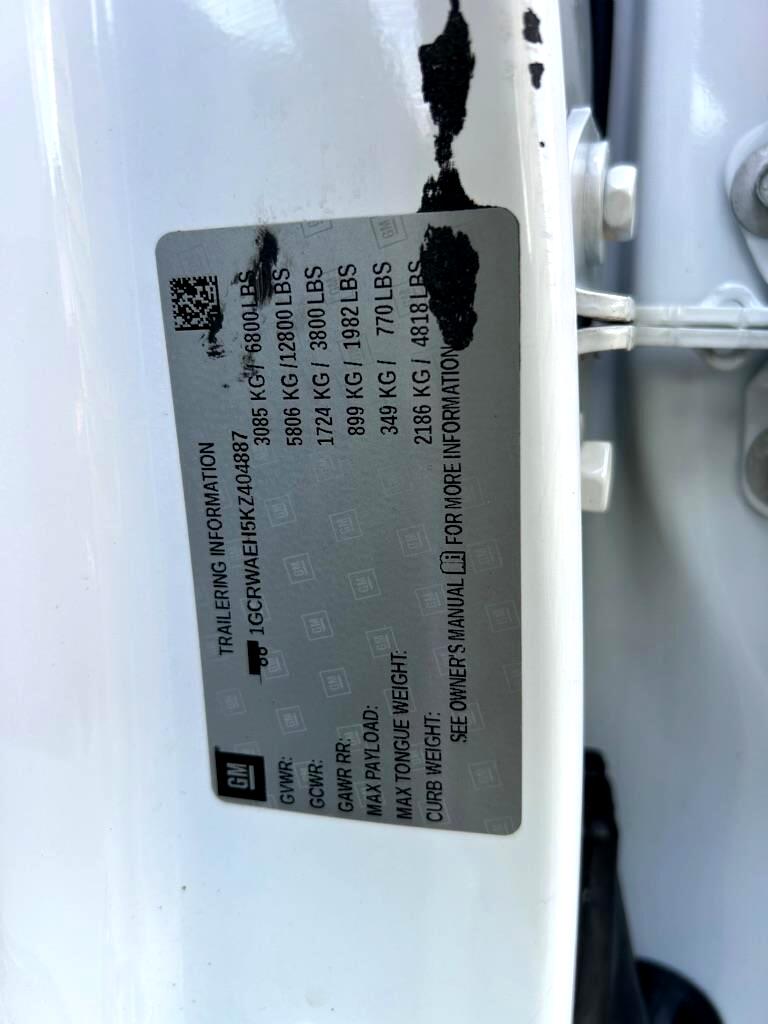 GM
TRAILERING INFORMATION
1GCRWAEH5KZ404887
GVWR: 3085 KG / 6800 LBS
GCWR: 5806 KG / 12800 LBS
GAWR RR: 1724 KG / 3800 LBS
MAX PAYLOAD: 899 KG / 1982 LBS
MAX TONGUE WEIGHT: 349 KG / 770 LBS
CURB WEIGHT: 2186 KG / 4818 LBS
SEE OWNER'S MANUAL FOR MORE INFORMATION